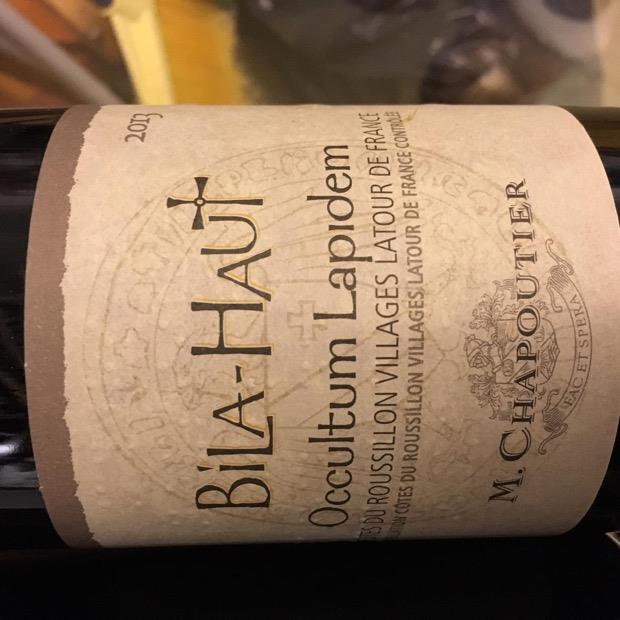 2013
BiLA-HAUt
Occultum Lapidem
DU ROUSSILLON VILLAGES LATOUR DE FRANCE
CÔTES DU ROUSSILLON VILLAGES LATOUR DE FRANCE CONTRÔLÉE
M. CHAPOUTIER
FAC ET SPERA